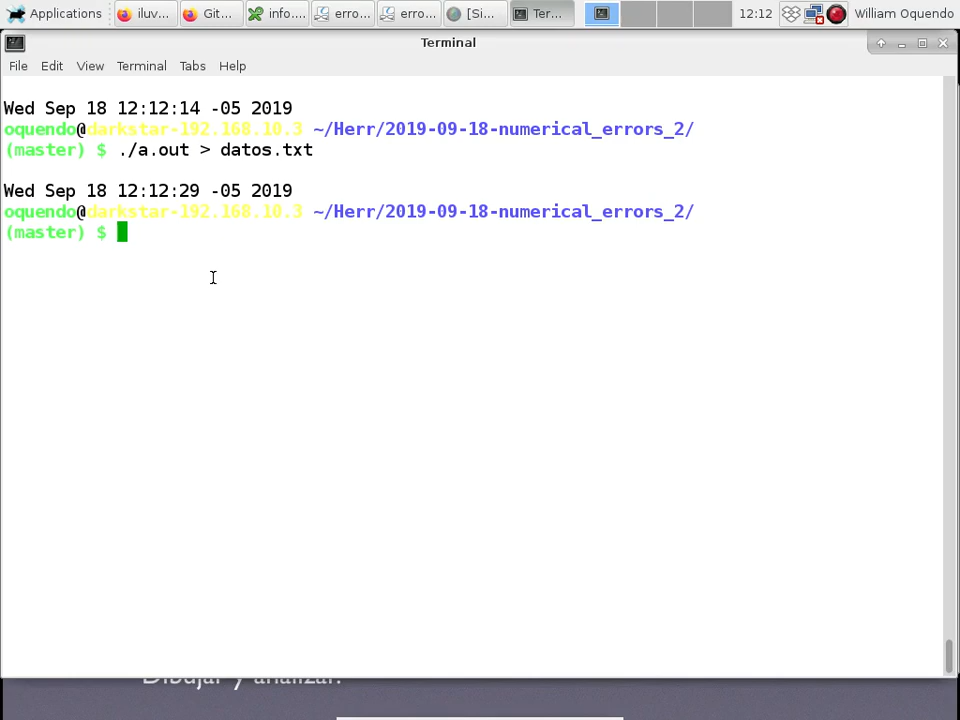 Applications iluv... Git... info.... erro... erro... [Si... Ter... 12:12 William Oquendo
Terminal
File Edit View Terminal Tabs Help
Wed Sep 18 12:12:14 -05 2019
oquendo@darkstar-192.168.10.3 ~/Herr/2019-09-18-numerical_errors_2/
(master) $ ./a.out > datos.txt
Wed Sep 18 12:12:29 -05 2019
oquendo@darkstar-192.168.10.3 ~/Herr/2019-09-18-numerical_errors_2/
(master) $
Dibujar y analizar.